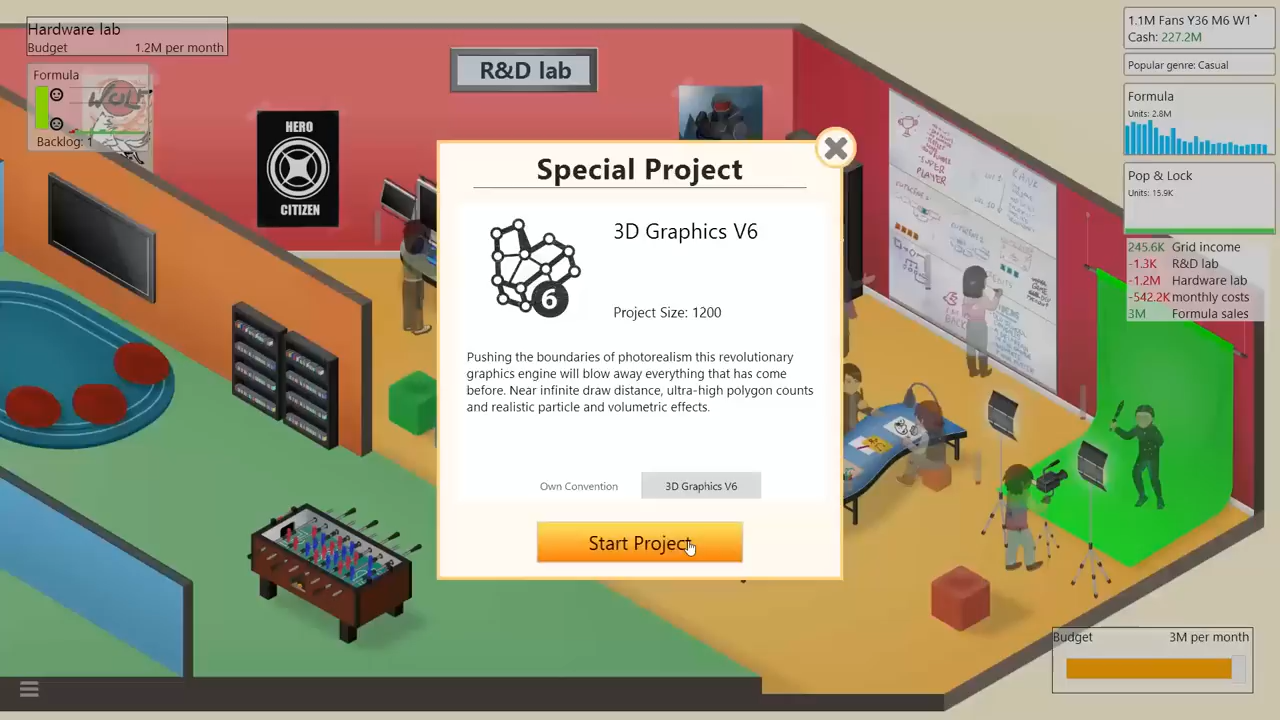 Hardware lab
Budget 1.2M per month
Formula
Backlog: 1
WOLF
R&D lab
HERO
CITIZEN
Special Project
3D Graphics V6
6
Project Size: 1200
Pushing the boundaries of photorealism this revolutionary
graphics engine will blow away everything that has come
before. Near infinite draw distance, ultra-high polygon counts
and realistic particle and volumetric effects.
Own Convention 3D Graphics V6
Start Project
SUPER
PLAYER
1.1M Fans Y36 M6 W1
Cash: 227.2M
Popular genre: Casual
Formula
Units: 2.8M
Pop & Lock
Units: 15.9K
245.6K Grid income
-1.3K R&D lab
-1.2M Hardware lab
-542.2K monthly costs
3M Formula sales
Budget 3M per month